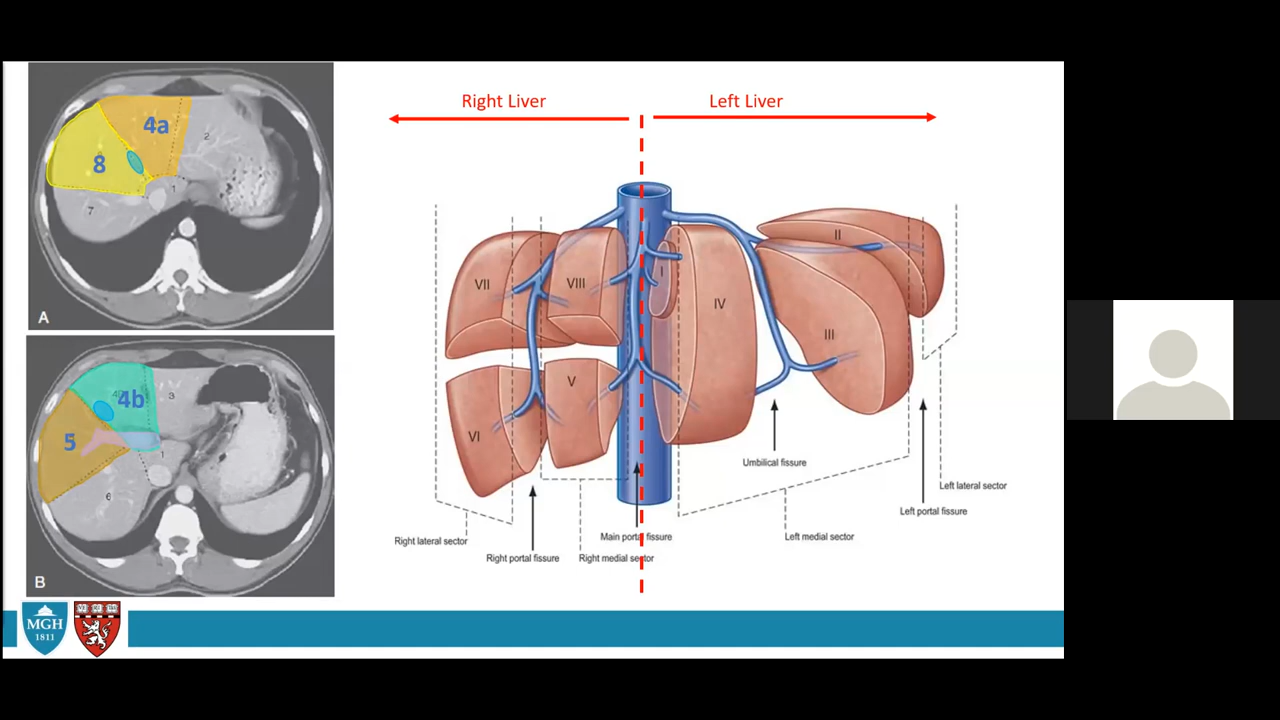 Right Liver
Left Liver
4a
8
2
1
7
A
4b
5
3
6
B
VII
VIII
I
IV
II
III
V
VI
Umbilical fissure
Left lateral sector
Left portal fissure
Left medial sector
Main portal fissure
Right lateral sector
Right portal fissure
Right medial sector
MGH
1811